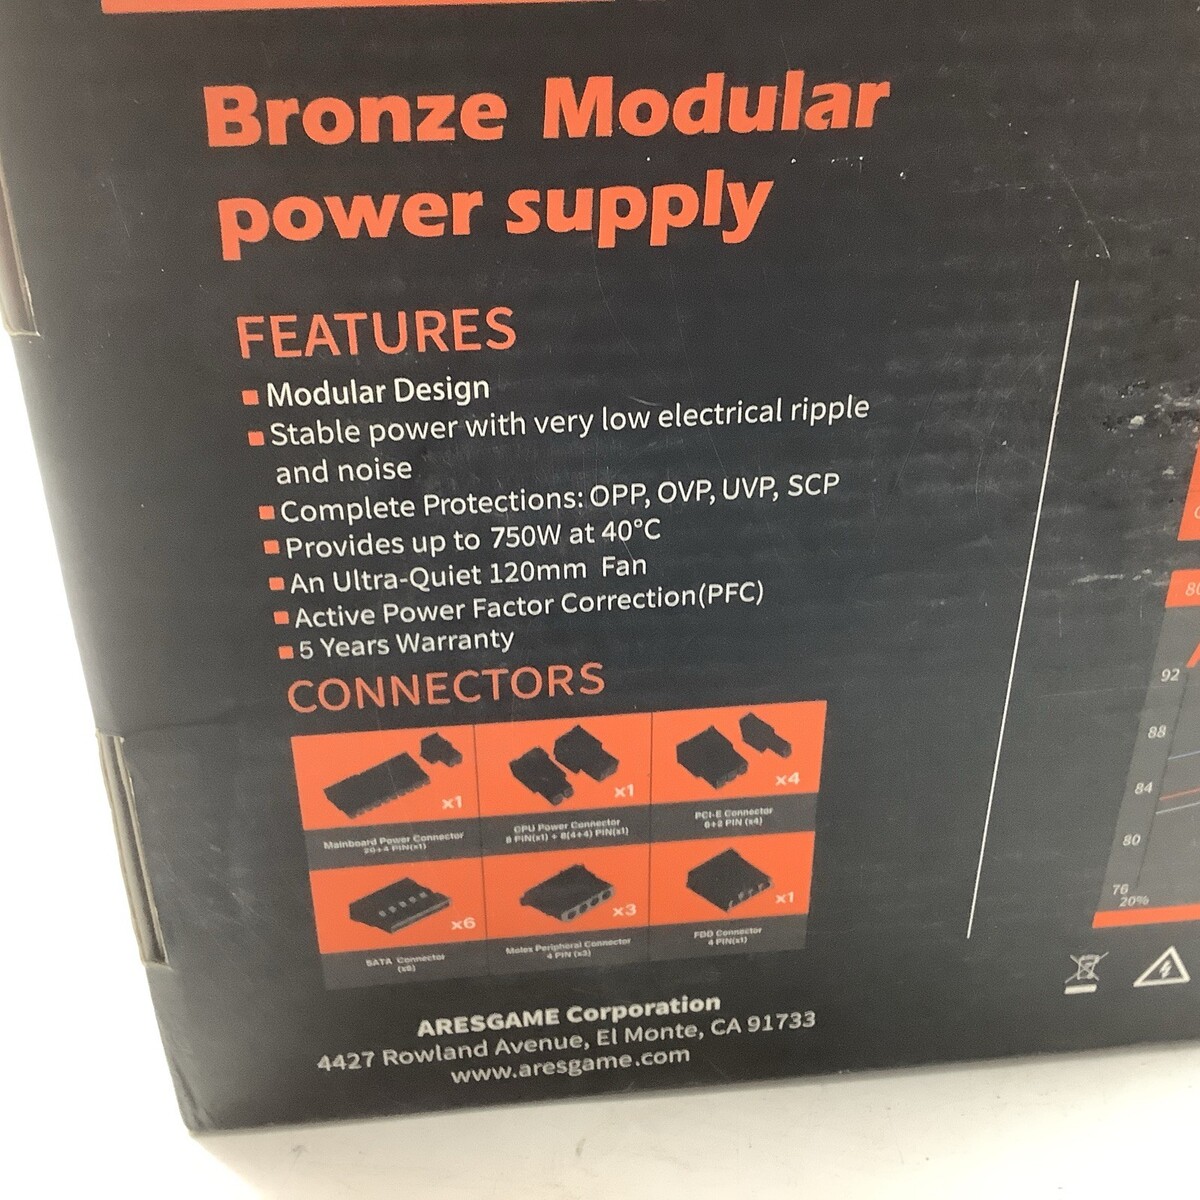 Bronze Modular
power supply
FEATURES
Modular Design
Stable power with very low electrical ripple
and noise
Complete Protections: OPP, OVP, UVP, SCP
Provides up to 750W at 40°C
An Ultra-Quiet 120mm Fan
Active Power Factor Correction(PFC)
5 Years Warranty
CONNECTORS
x1
x1
x4
Mainboard Power Connector
20+4 PIN(x1)
CPU Power Connector
8 PIN(x1) + 8(4+4) PIN(x1)
PCI-E Connector
6+2 PIN (x4)
x6
x3
x1
SATA Connector
(x6)
Molex Peripheral Connector
4 PIN (x3)
FDD Connector
4 PIN(x1)
ARESGAME Corporation
4427 Rowland Avenue, El Monte, CA 91733
www.aresgame.com
92
88
84
80
76
20%